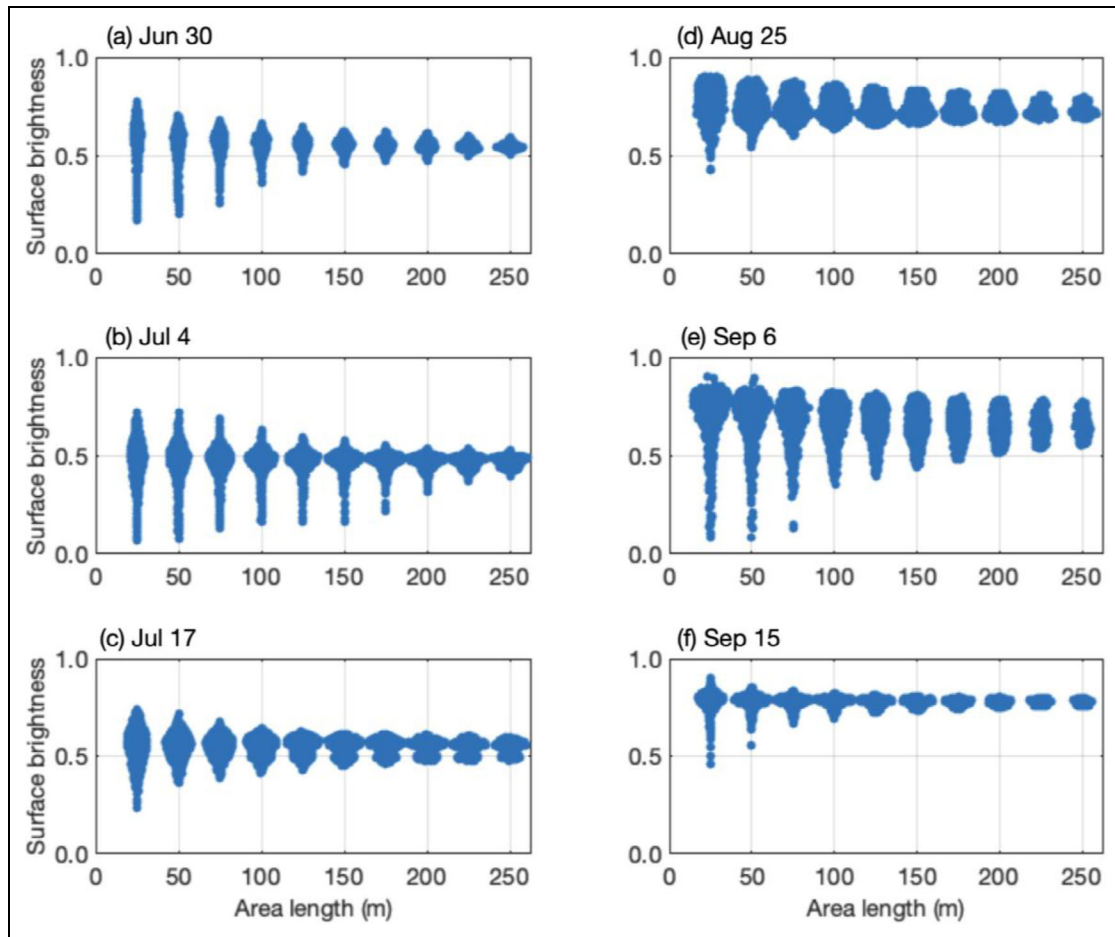 (a) Jun 30
1.0
0.5
0.0
Surface brightness
0 50 100 150 200 250
(b) Jul 4
1.0
0.5
0.0
Surface brightness
0 50 100 150 200 250
(c) Jul 17
1.0
0.5
0.0
Surface brightness
0 50 100 150 200 250
Area length (m)
(d) Aug 25
1.0
0.5
0.0
0 50 100 150 200 250
(e) Sep 6
1.0
0.5
0.0
0 50 100 150 200 250
(f) Sep 15
1.0
0.5
0.0
0 50 100 150 200 250
Area length (m)